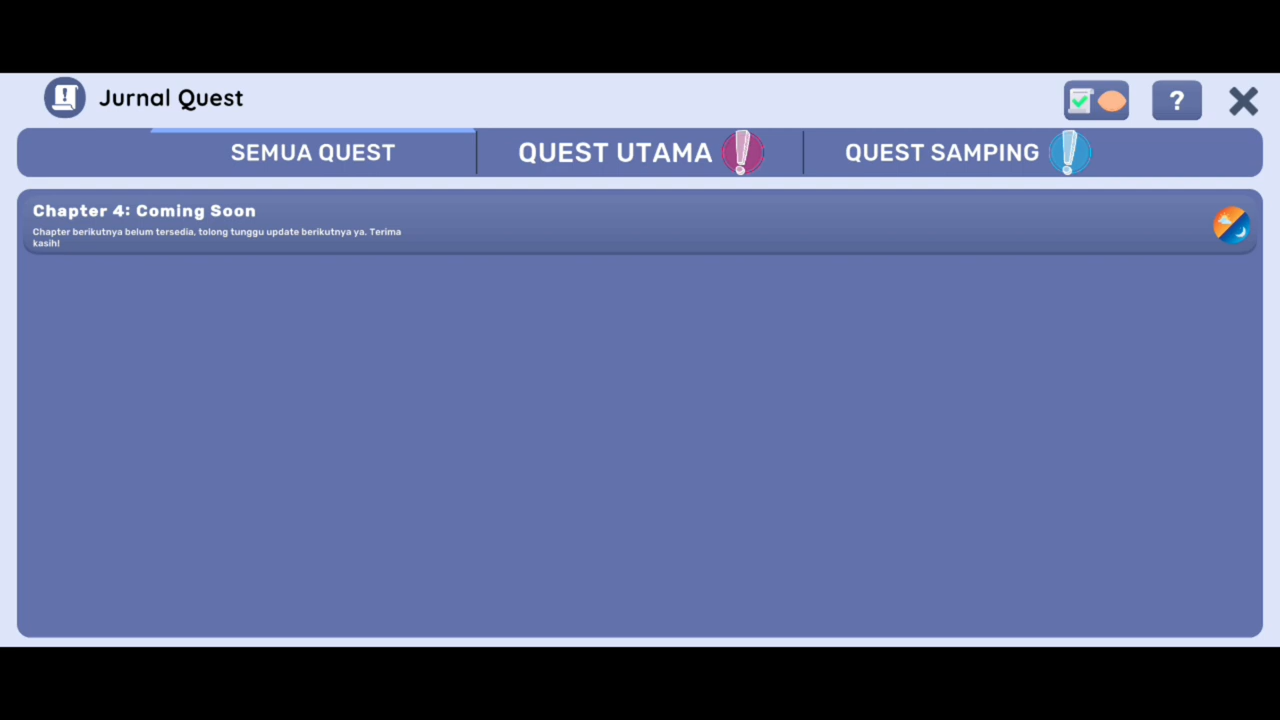 Jurnal Quest
?
SEMUA QUEST
QUEST UTAMA
QUEST SAMPING
Chapter 4: Coming Soon
Chapter berikutnya belum tersedia, tolong tunggu update berikutnya ya. Terima
kasih!